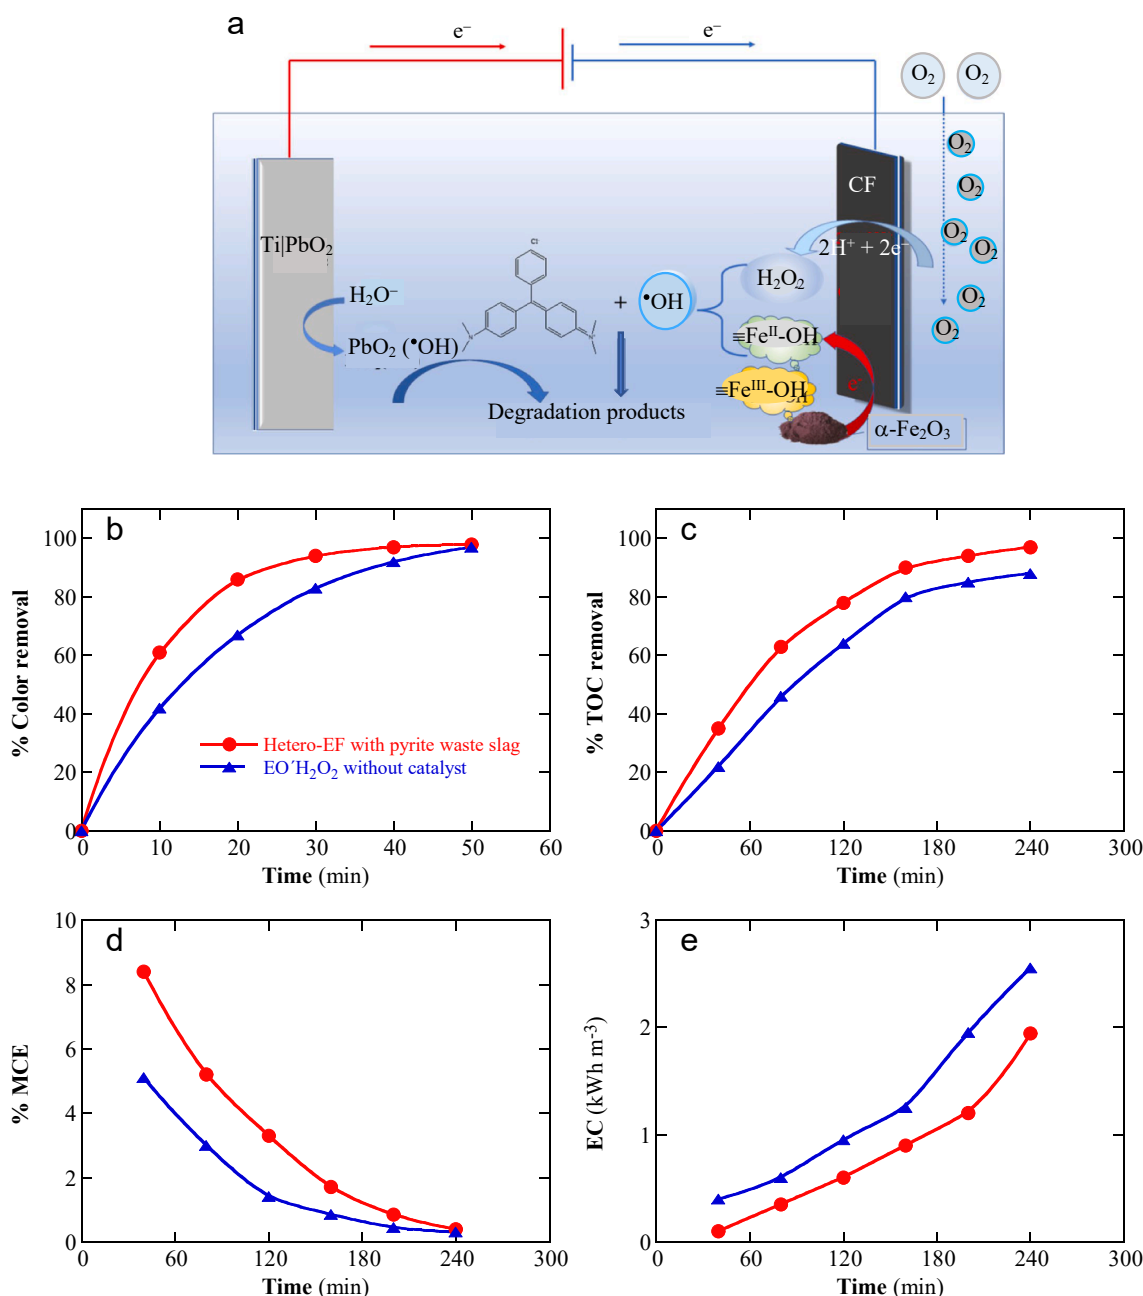 a
e⁻
e⁻
O₂
O₂
O₂
O₂
O₂
O₂
O₂
O₂
CF
2H⁺ + 2e⁻
Ti|PbO₂
Cl
H₂O⁻
H₂O₂
+
•OH
PbO₂ (•OH)
N
N⁺
≡Feᴵᴵ-OH
≡Feᴵᴵᴵ-OH
e⁻
Degradation products
α-Fe₂O₃
b
% Color removal
100
80
60
40
20
0
Hetero-EF with pyrite waste slag
EO´H₂O₂ without catalyst
0 10 20 30 40 50 60
Time (min)
c
% TOC removal
100
80
60
40
20
0
0 60 120 180 240 300
Time (min)
d
% MCE
10
8
6
4
2
0
0 60 120 180 240 300
Time (min)
e
EC (kWh m⁻³)
3
2
1
0
0 60 120 180 240 300
Time (min)